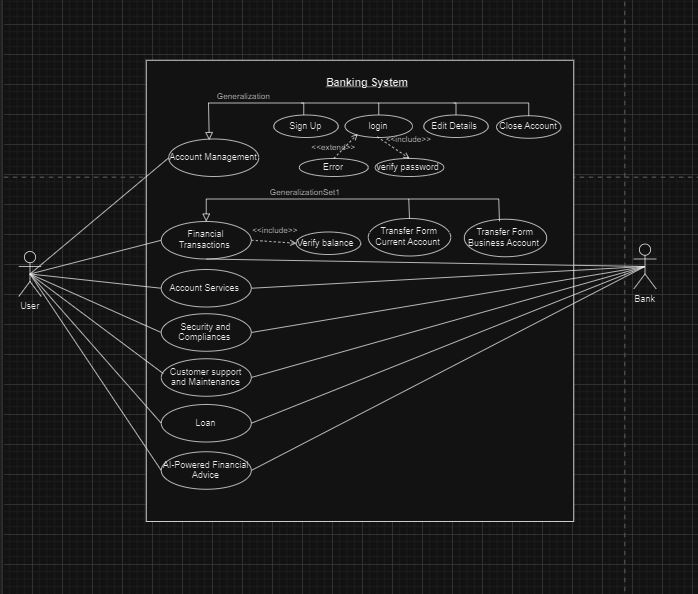 Banking System
Generalization
Sign Up
login
Edit Details
Close Account
<<extend>>
<<include>>
Account Management
Error
verify password
GeneralizationSet1
Financial
Transactions
<<include>>
Verify balance
Transfer Form
Current Account
Transfer Form
Business Account
Account Services
User
Bank
Security and
Compliances
Customer support
and Maintenance
Loan
AI-Powered Financial
Advice